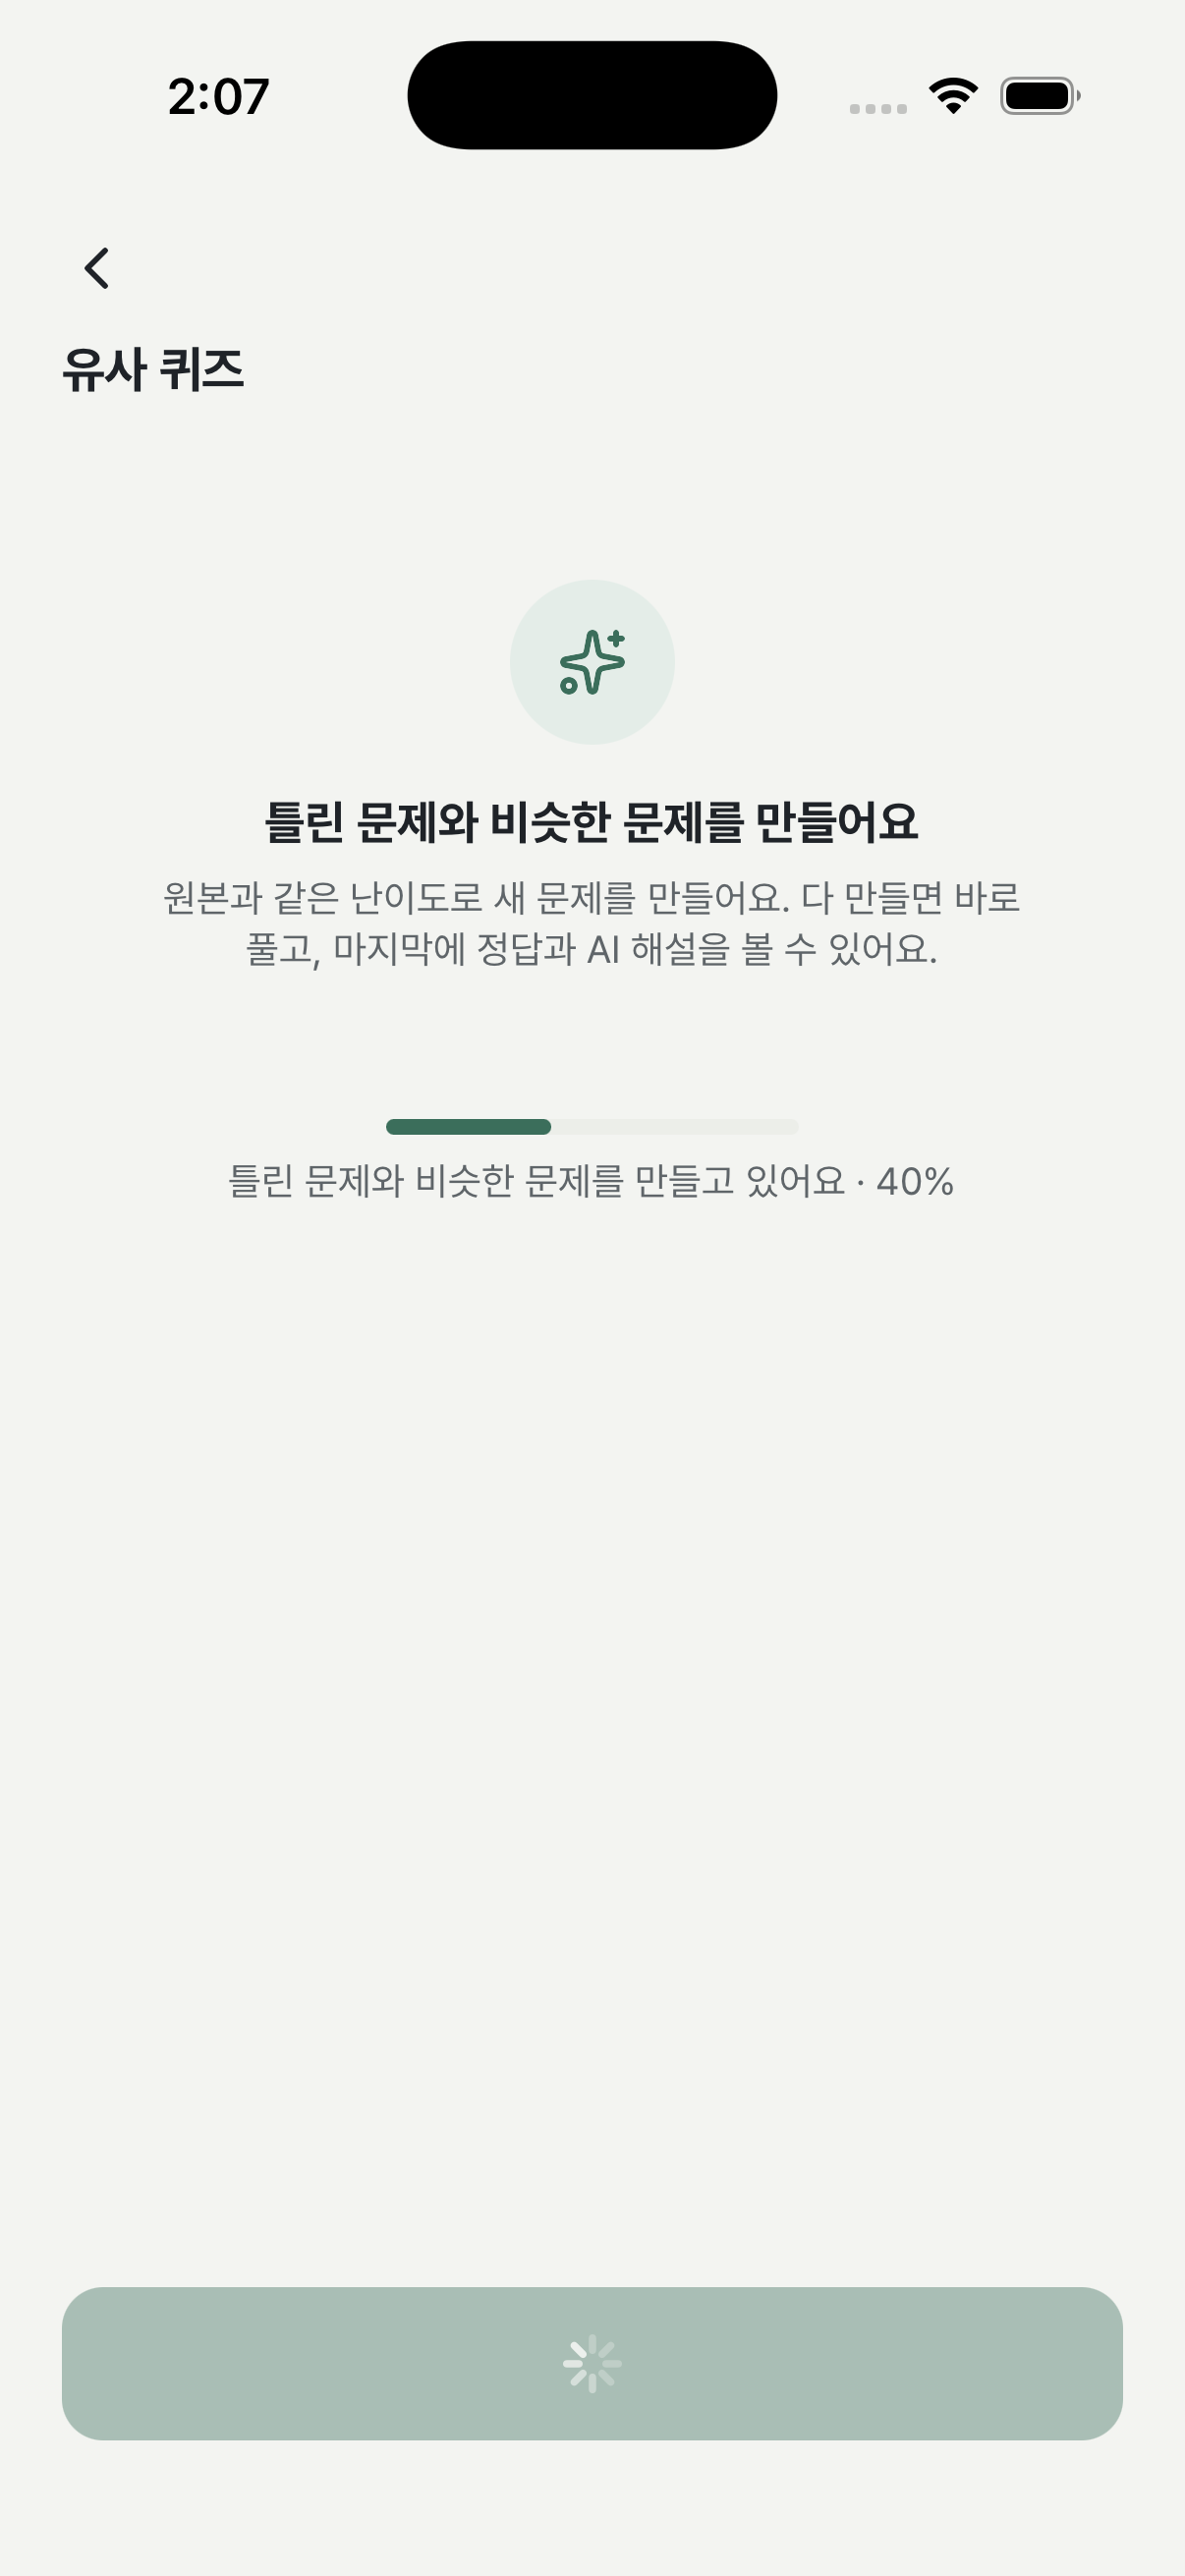 2:07
유사 퀴즈
틀린 문제와 비슷한 문제를 만들어요
원본과 같은 난이도로 새 문제를 만들어요. 다 만들면 바로
풀고, 마지막에 정답과 AI 해설을 볼 수 있어요.
틀린 문제와 비슷한 문제를 만들고 있어요 · 40%